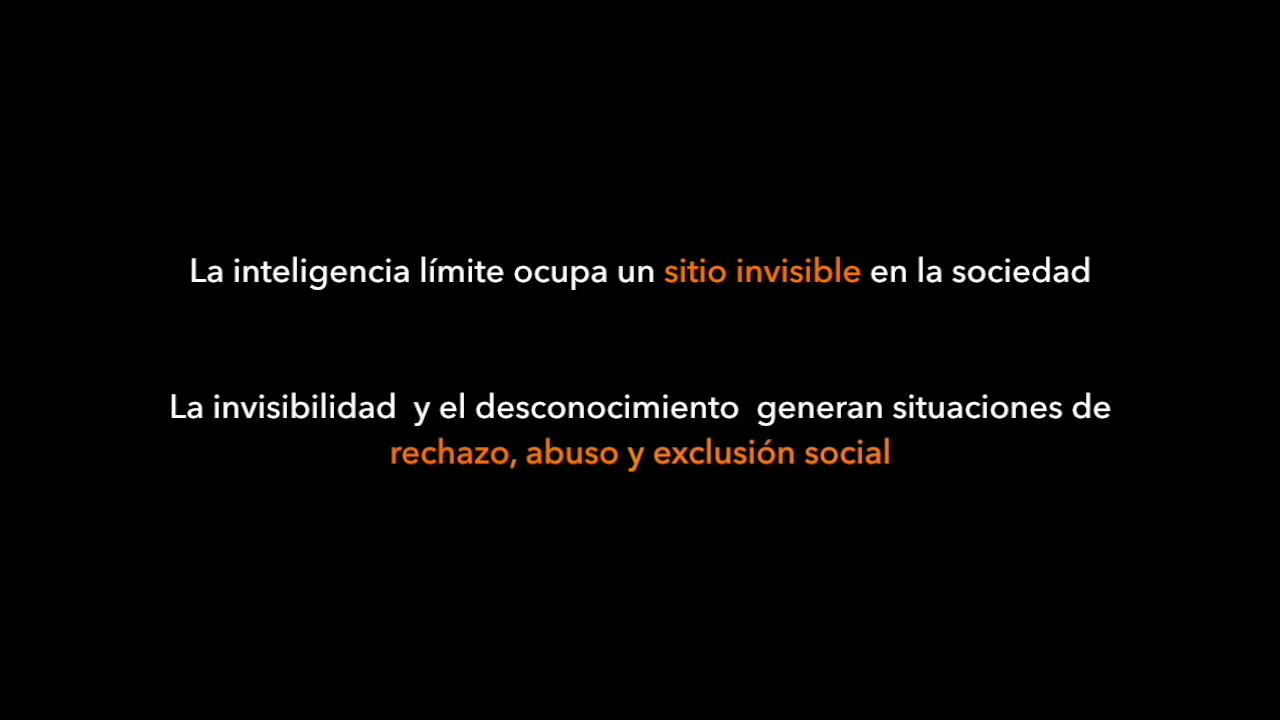 La inteligencia límite ocupa un sitio invisible en la sociedad
La invisibilidad y el desconocimiento generan situaciones de
rechazo, abuso y exclusión social